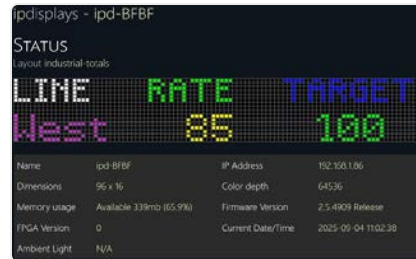 ipdisplays - ipd-BFBF
STATUS
Layout industrial-totals
LINE RATE TARGET
West 85 100
Name ipd-BFBF IP Address 192.158.1.86
Dimensions 96 x 16 Color depth 64536
Memory usage Available 339mb (65.9%) Firmware Version 2.5.4909 Release
FPGA Version 0 Current Date/Time 2025-09-04 11:02:38
Ambient Light N/A